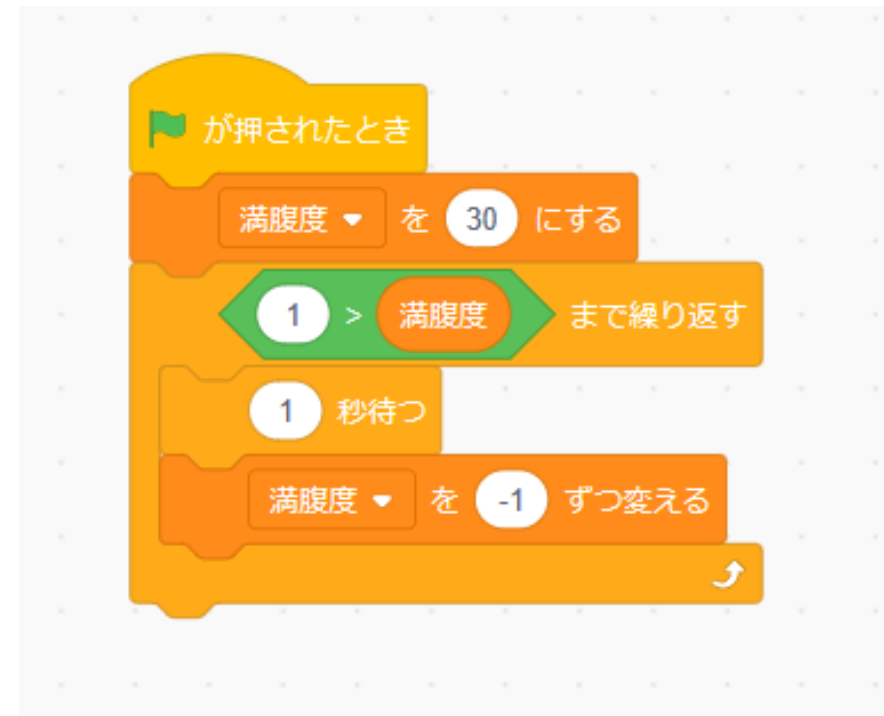 が押されたとき
満腹度 を 30 にする
1 > 満腹度 まで繰り返す
1 秒待つ
満腹度 を -1 ずつ変える